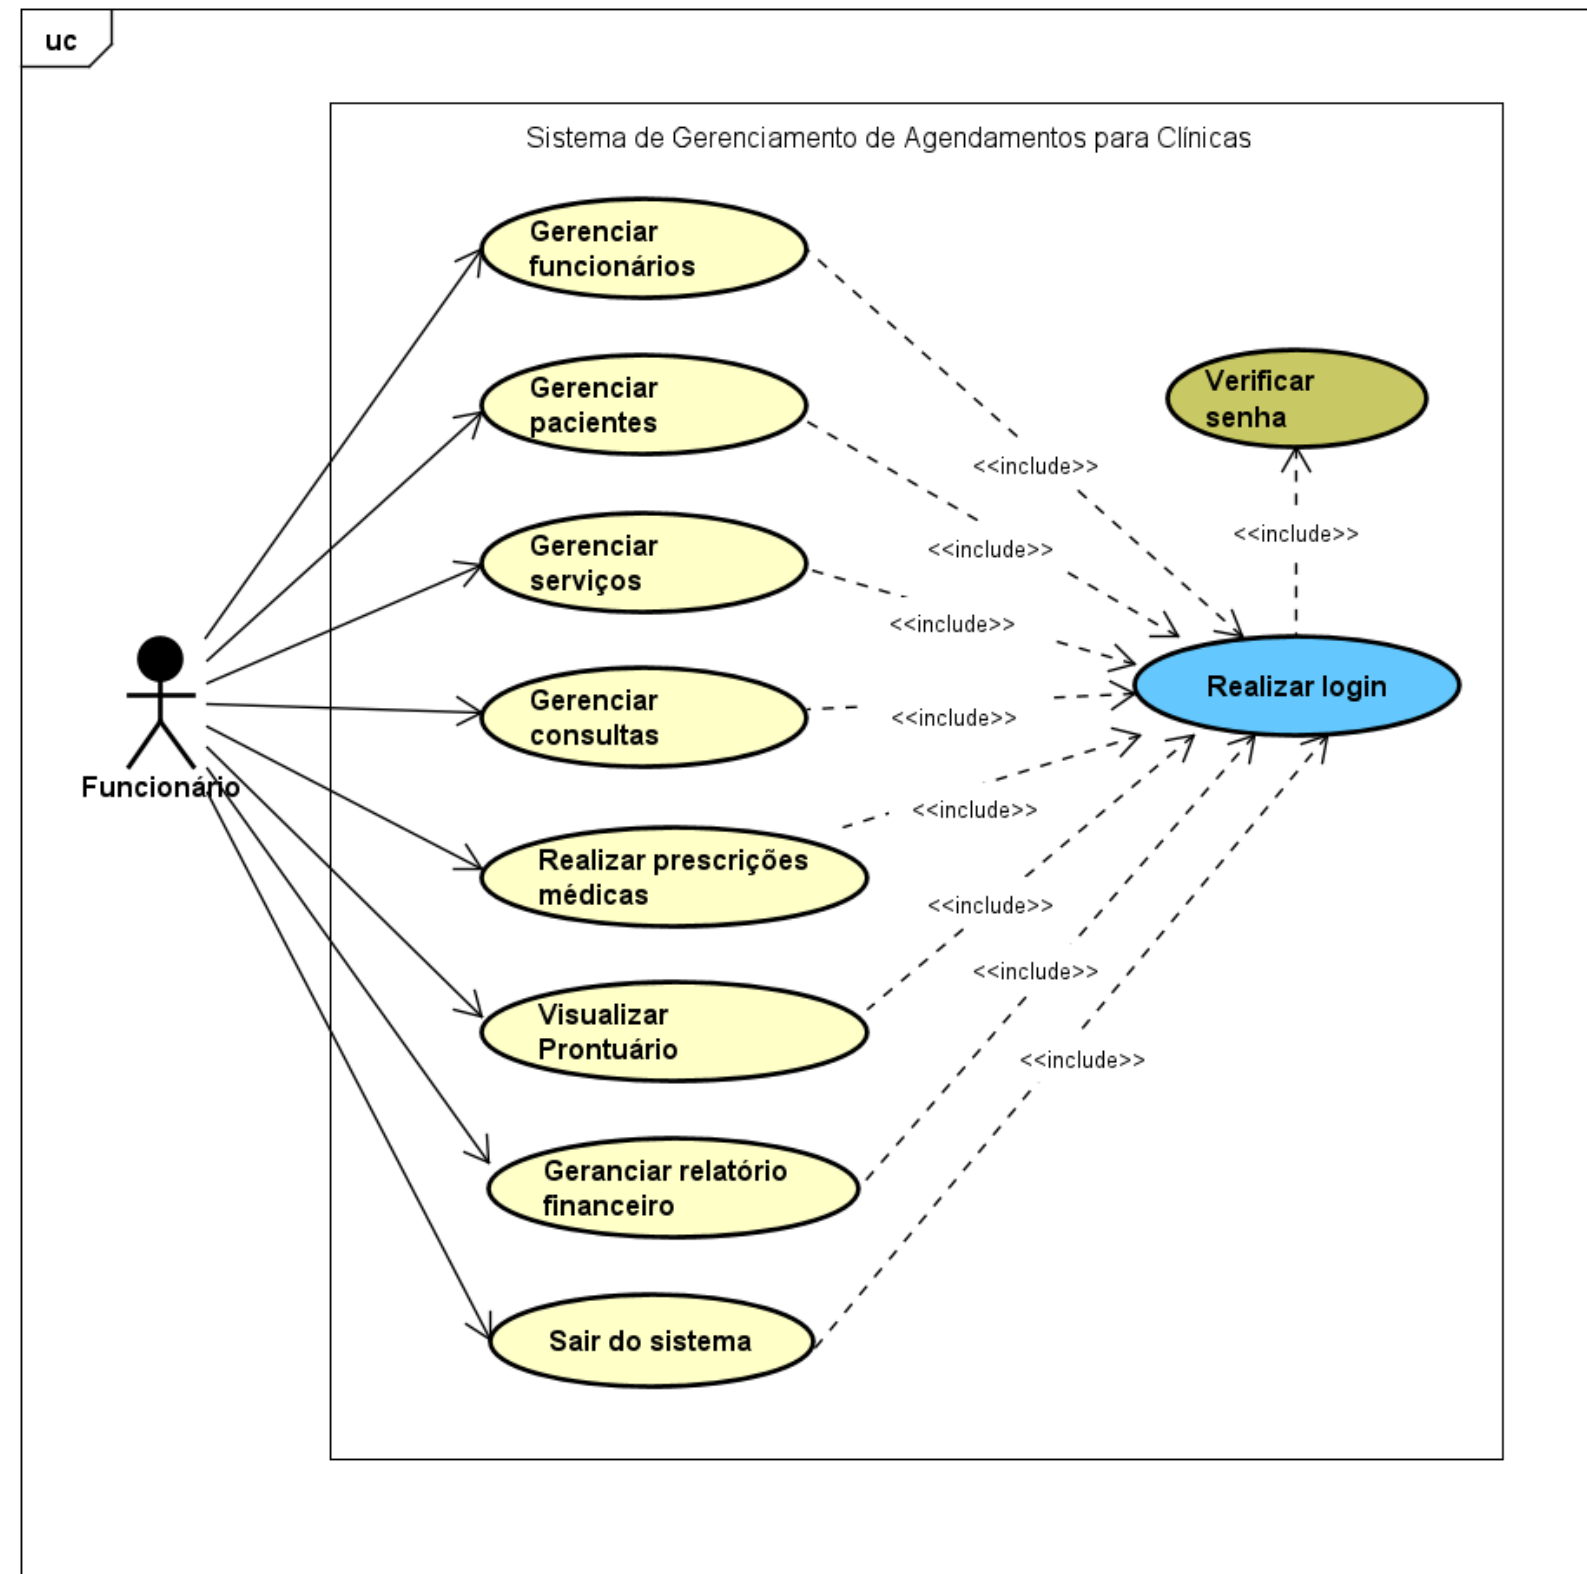 uc
Sistema de Gerenciamento de Agendamentos para Clínicas
Gerenciar
funcionários
Gerenciar
pacientes
Verificar
senha
<<include>>
<<include>>
<<include>>
Gerenciar
serviços
<<include>>
Gerenciar
consultas
<<include>>
Realizar login
Funcionário
Realizar prescrições
médicas
<<include>>
<<include>>
Visualizar
Prontuário
<<include>>
<<include>>
Geranciar relatório
financeiro
Sair do sistema